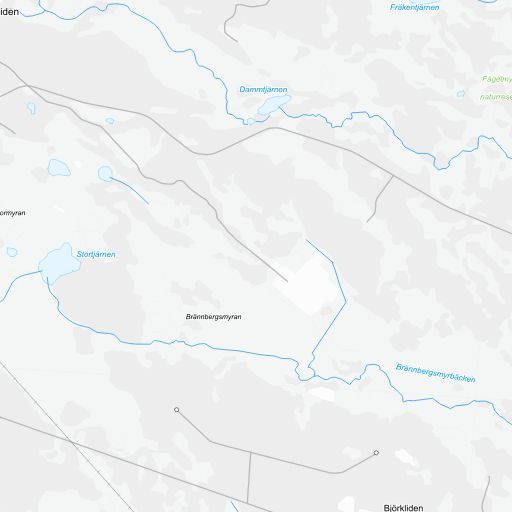 liden
Fräkentjärnen
Fågelmy
naturrese
Dammtjärnen
ormyran
Stortjärnen
Brännbergsmyran
Brännbergsmyrbäcken
Björkliden